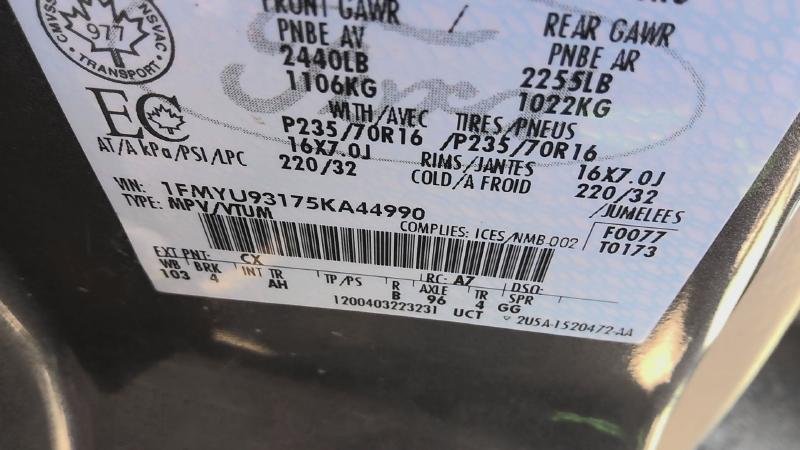 FRONT GAWR / REAR GAWR
PNBE AV PNBE AR
2440LB 2255LB
1106KG 1022KG
WITH/AVEC TIRES/PNEUS
P235/70R16 /P235/70R16
16X7.0J RIMS/JANTES 16X7.0J
AT/A kPa/PSI/LPC 220/32 COLD/A FROID 220/32
/JUMELEES
977
TRANSPORT
EC
VIN: 1FMYU93175KA44990
TYPE: MPV/VTUM
COMPLIES: ICES/NMB-002
F0077
T0173
EXT PNT: CX LRC: A7 DSO:
WB BRK INT TR TP/PS R AXLE TR SPR
103 4 AH B 96 4 GG
1200403223231 UCT 2U5A-1520472-AA